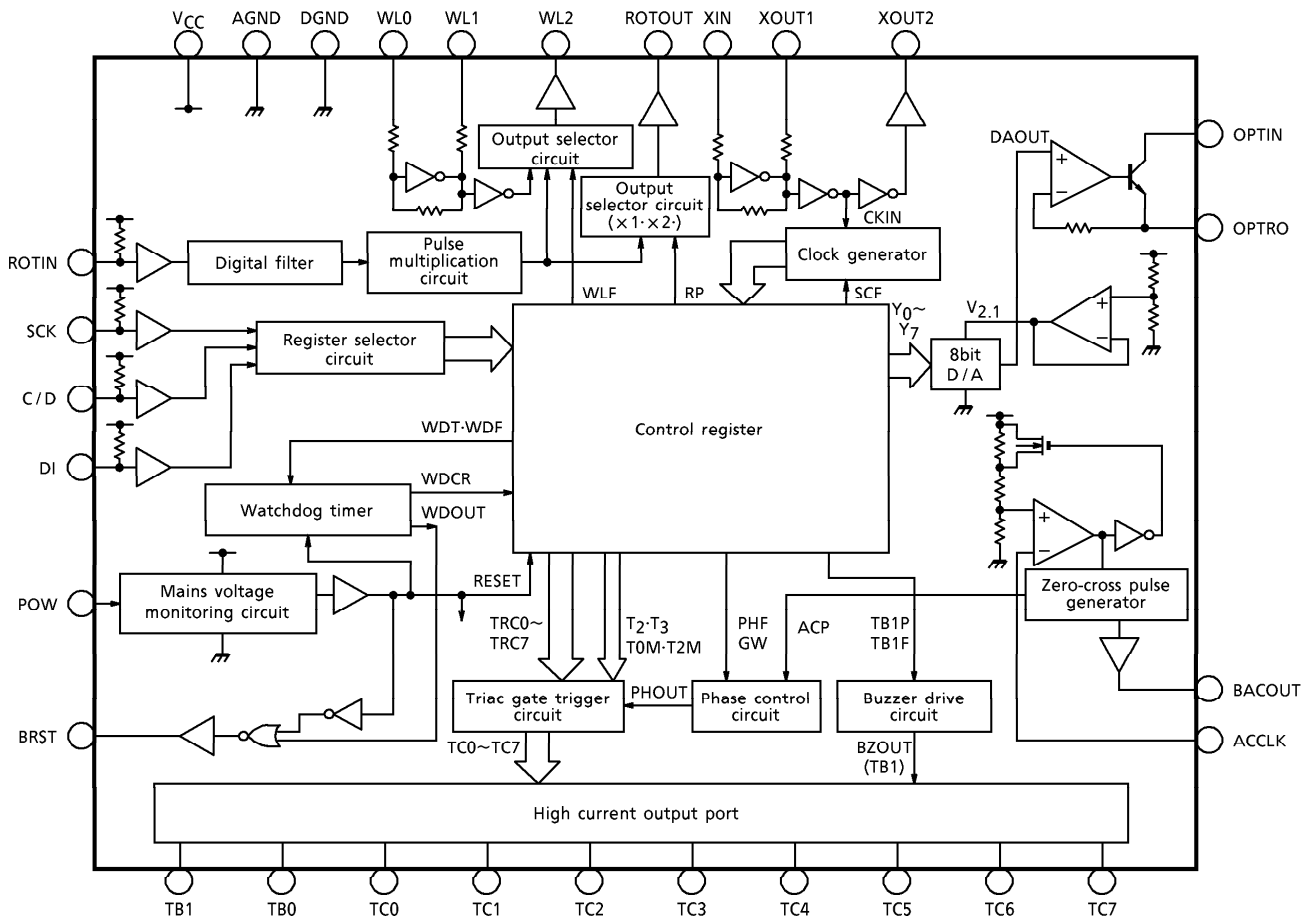 VCC AGND DGND WL0 WL1 WL2 ROTOUT XIN XOUT1 XOUT2
Output selector
circuit
DAOUT
OPTIN
+
−
Output
selector circuit
(×1·×2·)
CKIN
OPTRO
Pulse
multiplication
circuit
Digital filter
Clock generator
ROTIN
WLF RP SCF
Y0~
Y7
V2.1
+
−
SCK
Register selector
circuit
8bit
D/A
C/D
WDT·WDF
Control register
DI
WDCR
Watchdog timer
WDOUT
+
−
RESET
Mains voltage
monitoring circuit
Zero-cross pulse
generator
POW
TRC0~
TRC7
T2·T3
T0M·T2M
PHF
GW
ACP
TB1P
TB1F
Triac gate trigger
circuit
PHOUT
Phase control
circuit
Buzzer drive
circuit
BACOUT
BRST
ACCLK
TC0~TC7
BZOUT
(TB1)
High current output port
TB1 TB0 TC0 TC1 TC2 TC3 TC4 TC5 TC6 TC7